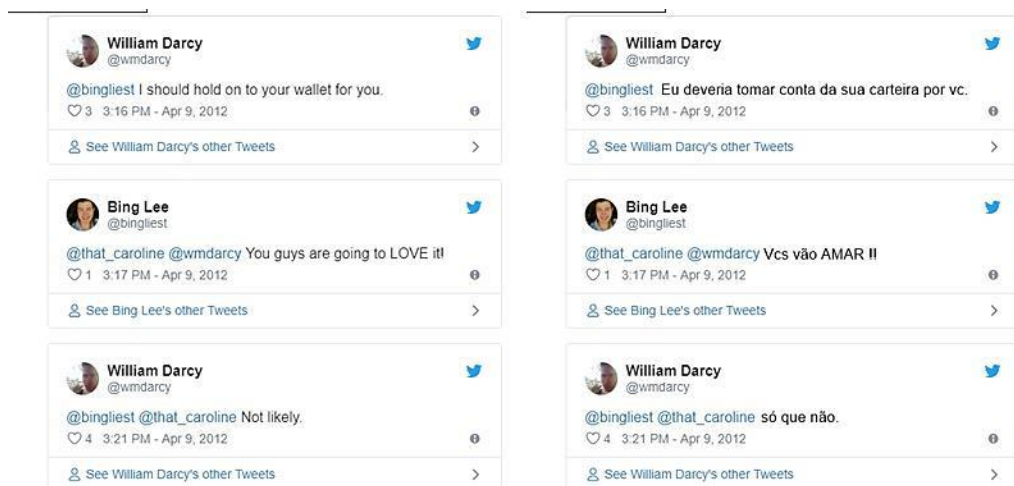 William Darcy
@wmdarcy
@bingliest I should hold on to your wallet for you.
3 3:16 PM - Apr 9, 2012
See William Darcy's other Tweets
Bing Lee
@bingliest
@that_caroline @wmdarcy You guys are going to LOVE it!
1 3:17 PM - Apr 9, 2012
See Bing Lee's other Tweets
William Darcy
@wmdarcy
@bingliest @that_caroline Not likely.
4 3:21 PM - Apr 9, 2012
See William Darcy's other Tweets
William Darcy
@wmdarcy
@bingliest Eu deveria tomar conta da sua carteira por vc.
3 3:16 PM - Apr 9, 2012
See William Darcy's other Tweets
Bing Lee
@bingliest
@that_caroline @wmdarcy Vcs vão AMAR !!
1 3:17 PM - Apr 9, 2012
See Bing Lee's other Tweets
William Darcy
@wmdarcy
@bingliest @that_caroline só que não.
4 3:21 PM - Apr 9, 2012
See William Darcy's other Tweets